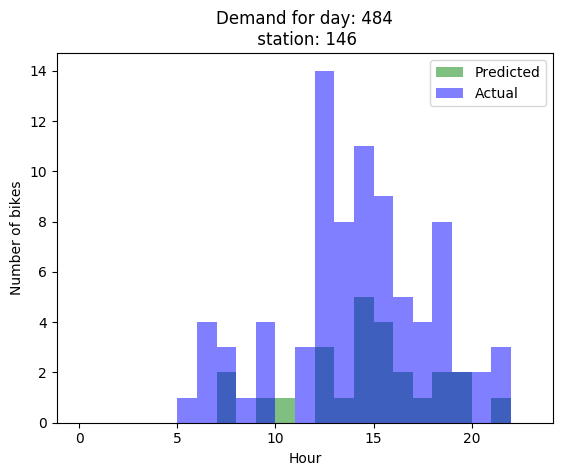 Demand for day: 484
station: 146
Predicted
Actual
14
12
10
8
6
4
2
0
Number of bikes
0 5 10 15 20
Hour